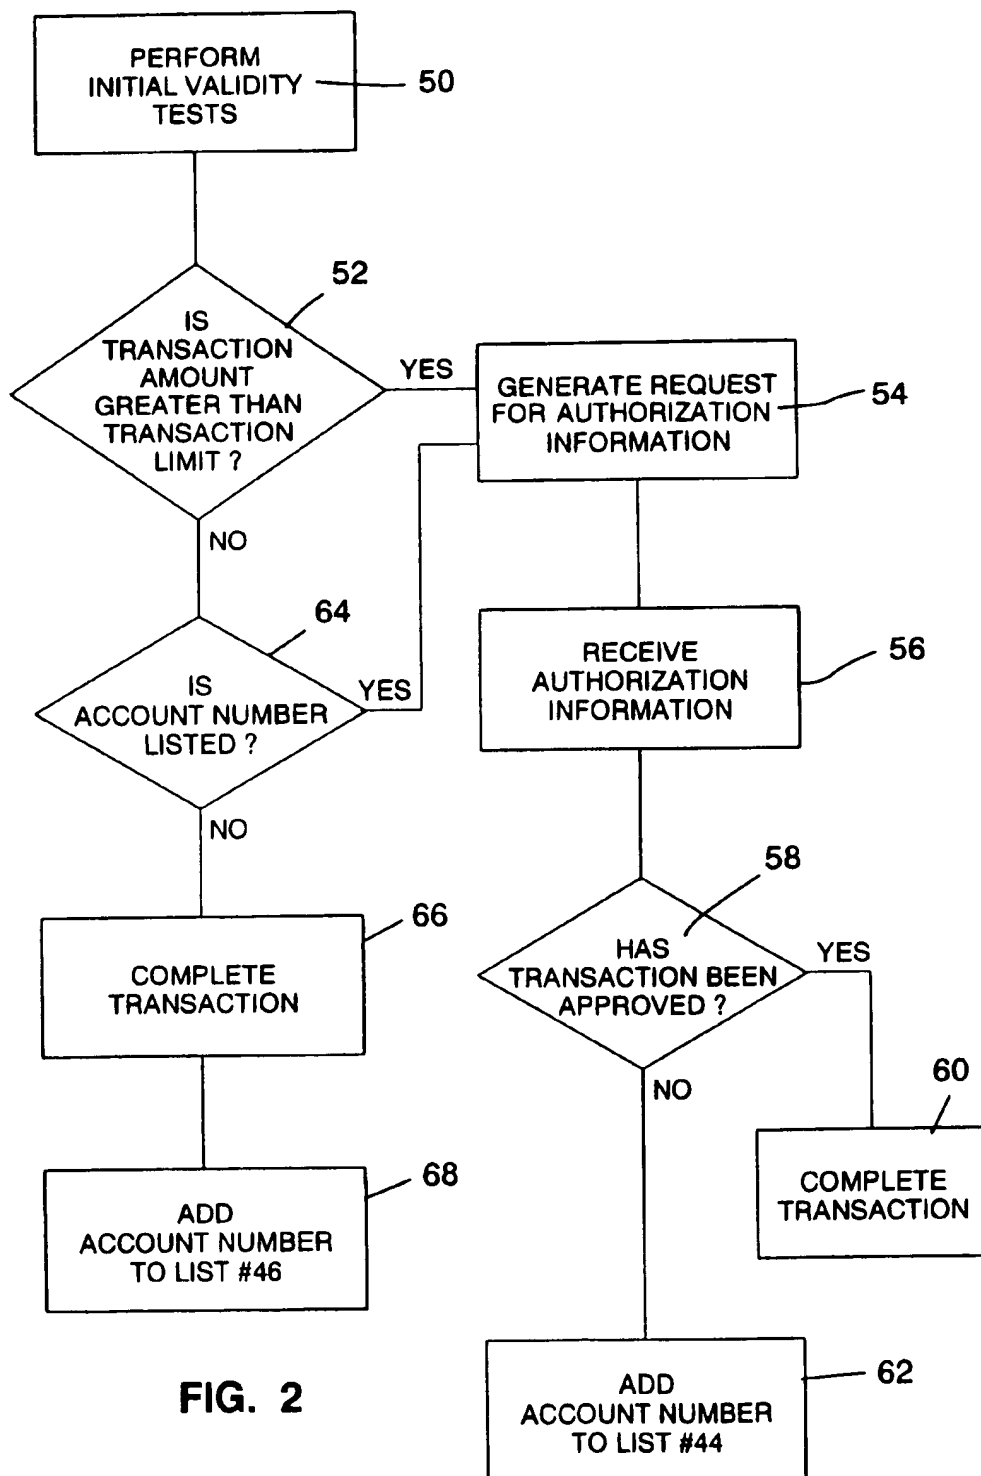 PERFORM
INITIAL VALIDITY
TESTS
50
52
IS
TRANSACTION
AMOUNT
GREATER THAN
TRANSACTION
LIMIT ?
YES
NO
GENERATE REQUEST
FOR AUTHORIZATION
INFORMATION
54
64
IS
ACCOUNT NUMBER
LISTED ?
YES
NO
RECEIVE
AUTHORIZATION
INFORMATION
56
58
HAS
TRANSACTION BEEN
APPROVED ?
YES
NO
66
COMPLETE
TRANSACTION
60
COMPLETE
TRANSACTION
68
ADD
ACCOUNT NUMBER
TO LIST #46
62
ADD
ACCOUNT NUMBER
TO LIST #44
FIG. 2